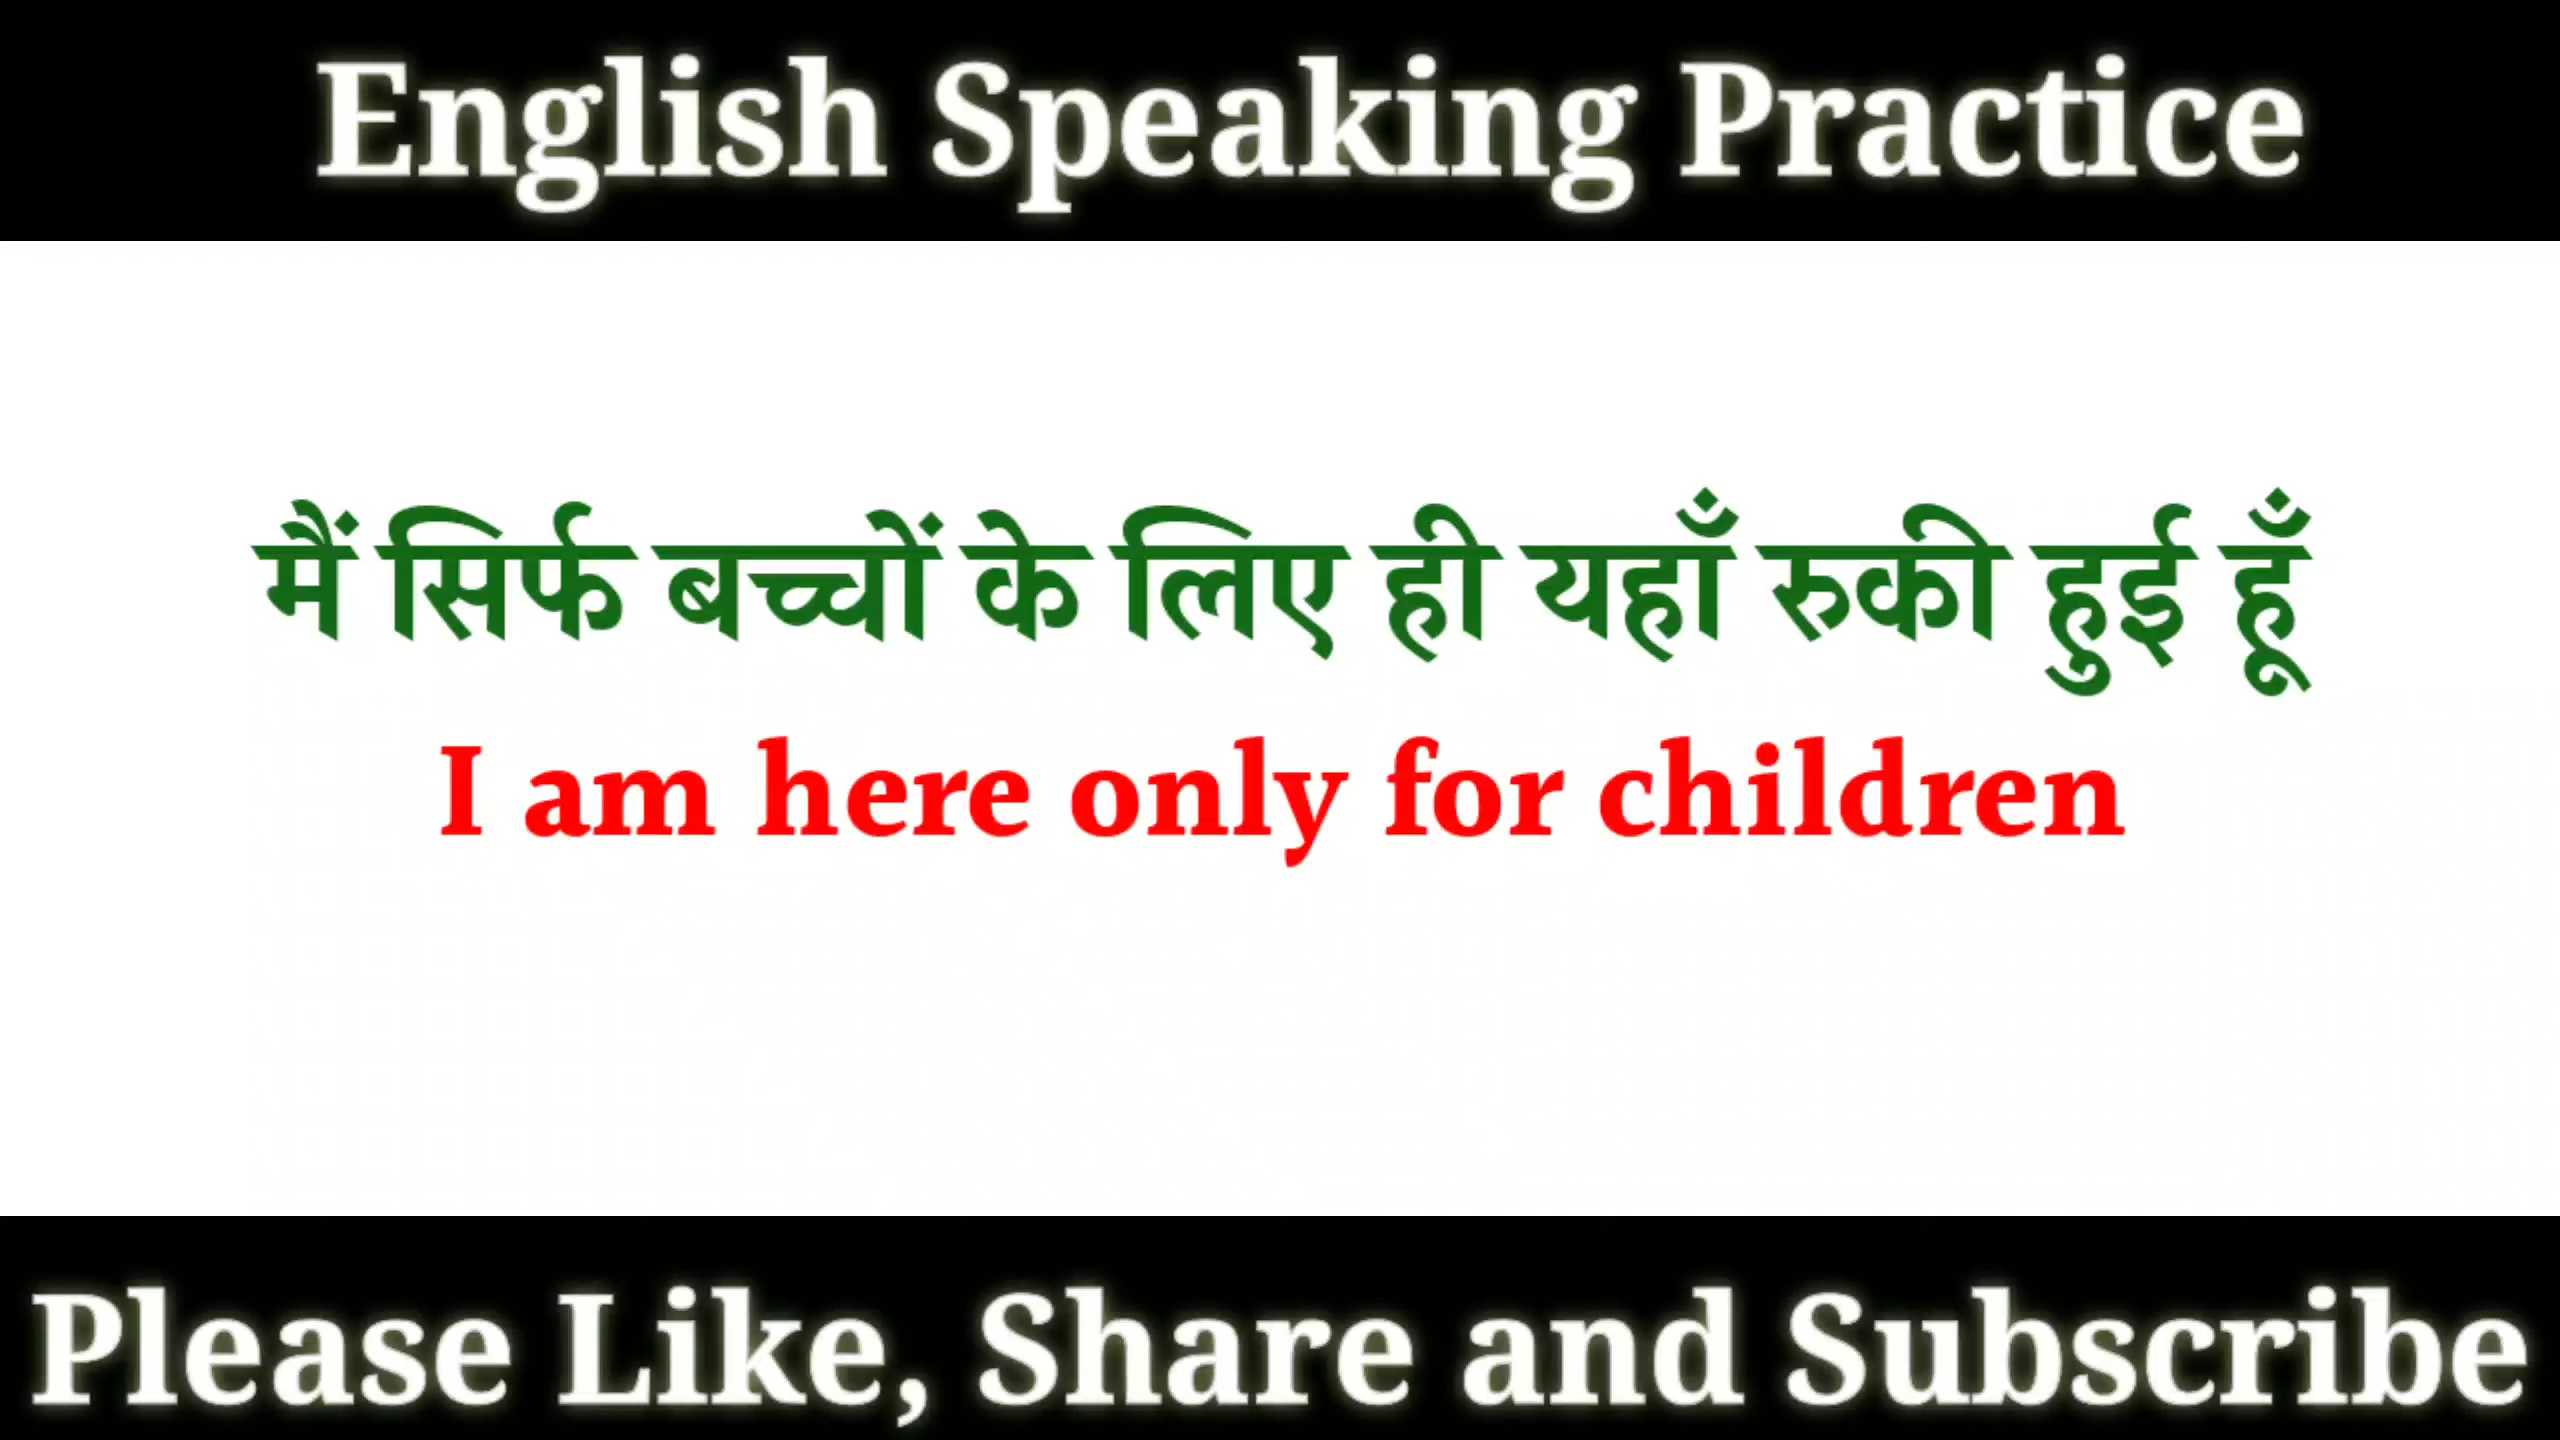 English Speaking Practice
मैं सिर्फ बच्चों के लिए ही यहाँ रुकी हुई हूँ
I am here only for children
Please Like, Share and Subscribe